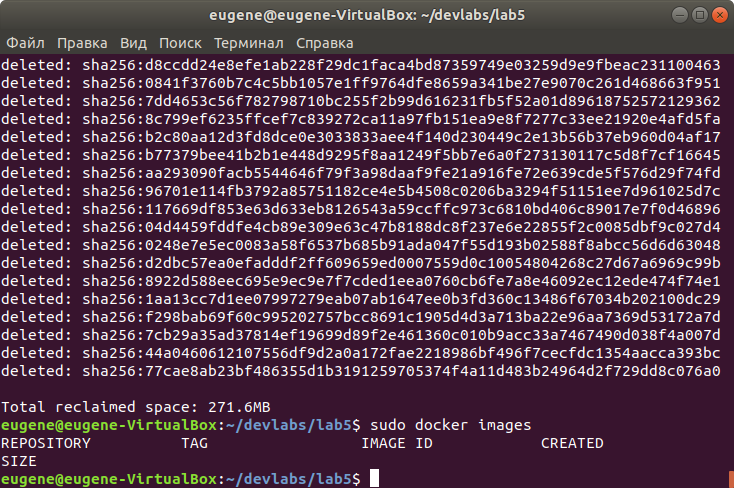 eugene@eugene-VirtualBox: ~/devlabs/lab5
Файл Правка Вид Поиск Терминал Справка
deleted: sha256:d8ccdd24e8efe1ab228f29dc1faca4bd87359749e03259d9e9fbeac231100463
deleted: sha256:0841f3760b7c4c5bb1057e1ff9764dfe8659a341be27e9070c261d468663f951
deleted: sha256:7dd4653c56f782798710bc255f2b99d616231fb5f52a01d89618752572129362
deleted: sha256:8c799ef6235ffcef7c839272ca11a97fb151ea9e8f7277c33ee21920e4afd5fa
deleted: sha256:b2c80aa12d3fd8dce0e3033833aee4f140d230449c2e13b56b37eb960d04af17
deleted: sha256:b77379bee41b2b1e448d9295f8aa1249f5bb7e6a0f273130117c5d8f7cf16645
deleted: sha256:aa293090facb5544646f79f3a98daaf9fe21a916fe72e639cde5f576d29f74fd
deleted: sha256:96701e114fb3792a85751182ce4e5b4508c0206ba3294f51151ee7d961025d7c
deleted: sha256:117669df853e63d633eb8126543a59ccffc973c6810bd406c89017e7f0d46896
deleted: sha256:04d4459fddfe4cb89e309e63c47b8188dc8f237e6e22855f2c0085dbf9c027d4
deleted: sha256:0248e7e5ec0083a58f6537b685b91ada047f55d193b02588f8abcc56d6d63048
deleted: sha256:d2dbc57ea0efadddf2ff609659ed0007559d0c10054804268c27d67a6969c99b
deleted: sha256:8922d588eec695e9ec9e7f7cded1eea0760cb6fe7a8e46092ec12ede474f74e1
deleted: sha256:1aa13cc7d1ee07997279eab07ab1647ee0b3fd360c13486f67034b202100dc29
deleted: sha256:f298bab69f60c995202757bcc8691c1905d4d3a713ba22e96aa7369d53172a7d
deleted: sha256:7cb29a35ad37814ef19699d89f2e461360c010b9acc33a7467490d038f4a007d
deleted: sha256:44a0460612107556df9d2a0a172fae2218986bf496f7cecfdc1354aacca393bc
deleted: sha256:77cae8ab23bf486355d1b3191259705374f4a11d483b24964d2f729dd8c076a0
Total reclaimed space: 271.6MB
eugene@eugene-VirtualBox:~/devlabs/lab5$ sudo docker images
REPOSITORY TAG IMAGE ID CREATED
SIZE
eugene@eugene-VirtualBox:~/devlabs/lab5$